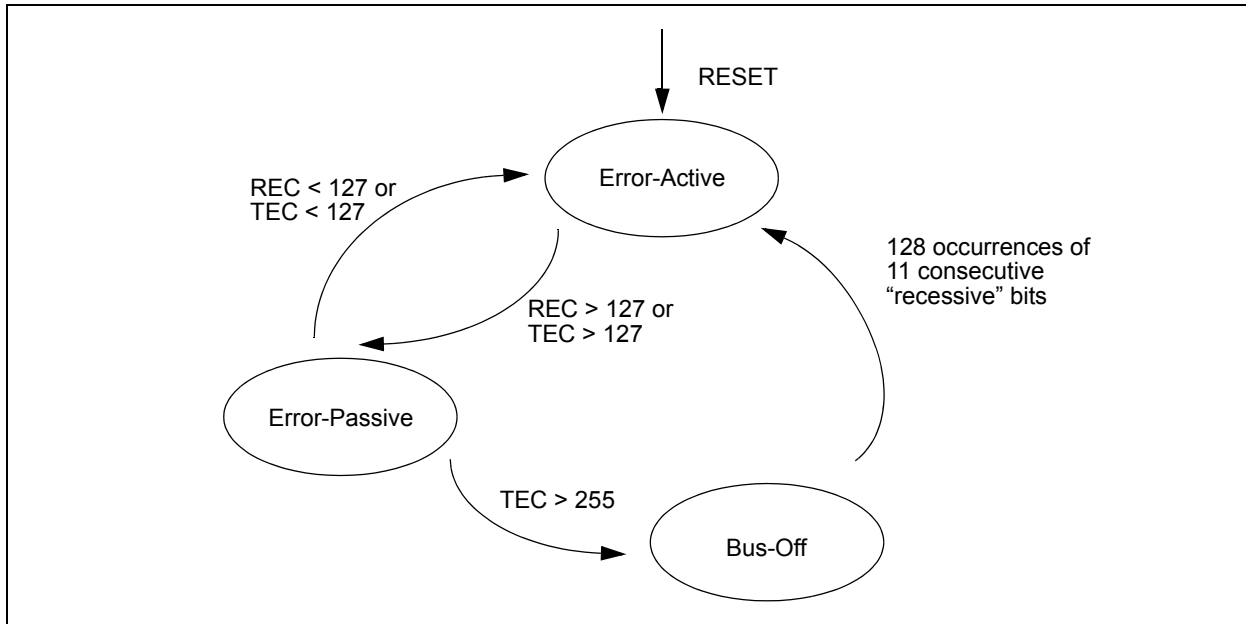 RESET
Error-Active
REC < 127 or
TEC < 127
128 occurrences of
11 consecutive
“recessive” bits
REC > 127 or
TEC > 127
Error-Passive
TEC > 255
Bus-Off